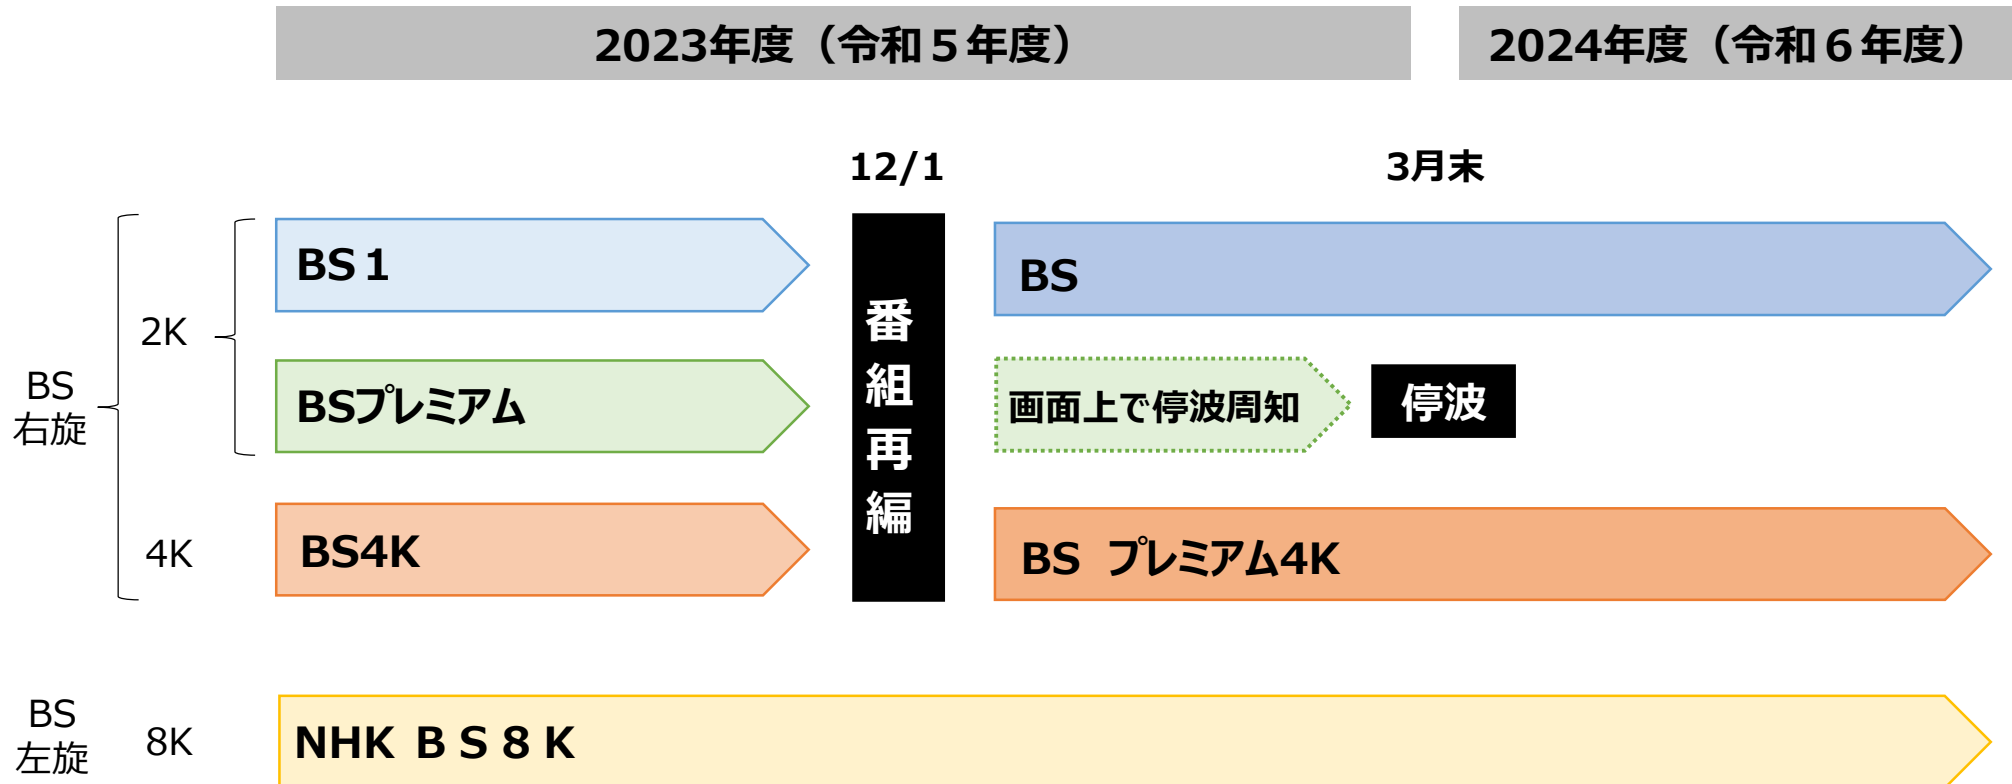 2023年度（令和５年度）
2024年度（令和６年度）
12/1
3月末
BS
右旋
2K
BS１
BSプレミアム
4K
BS4K
番組再編
BS
画面上で停波周知
停波
BS プレミアム4K
BS
左旋
8K
NHK ＢＳ８Ｋ